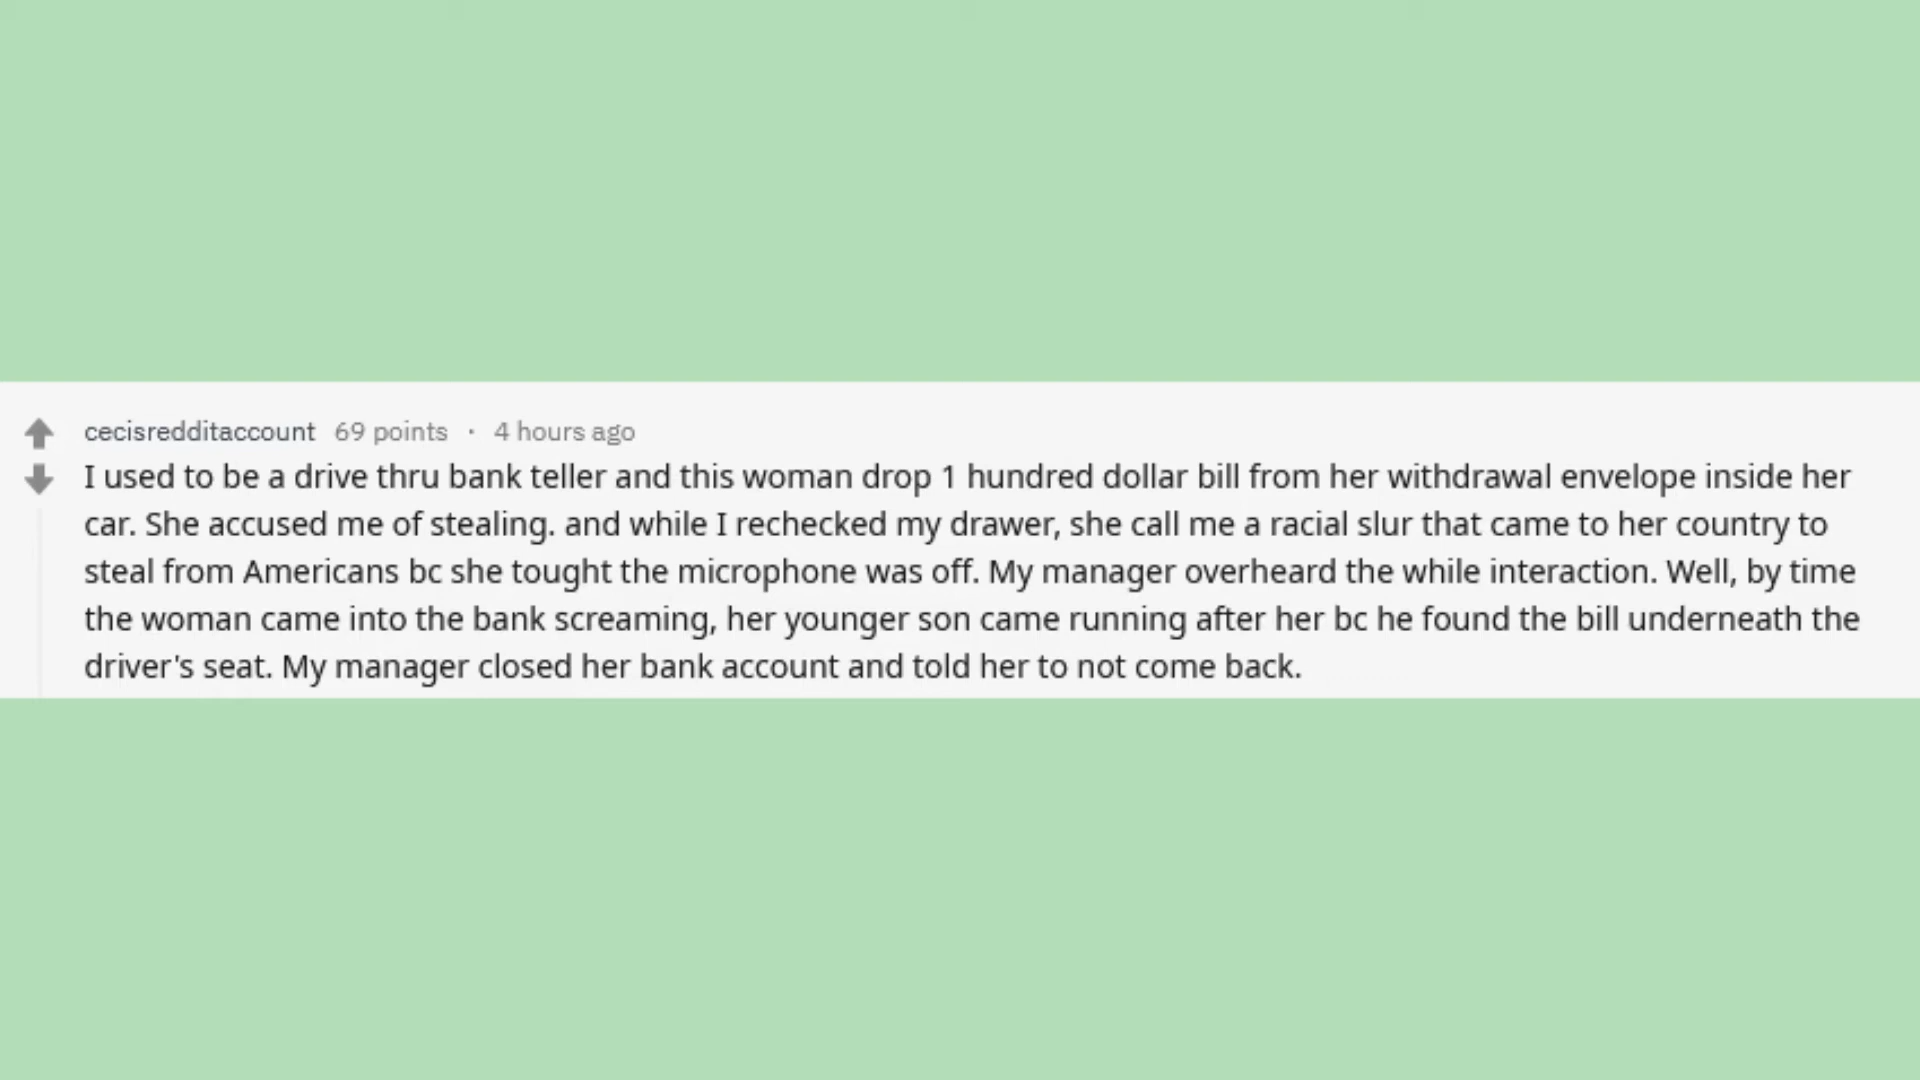 cecisredditaccount 69 points · 4 hours ago
I used to be a drive thru bank teller and this woman drop 1 hundred dollar bill from her withdrawal envelope inside her
car. She accused me of stealing. and while I rechecked my drawer, she call me a racial slur that came to her country to
steal from Americans bc she tought the microphone was off. My manager overheard the while interaction. Well, by time
the woman came into the bank screaming, her younger son came running after her bc he found the bill underneath the
driver's seat. My manager closed her bank account and told her to not come back.